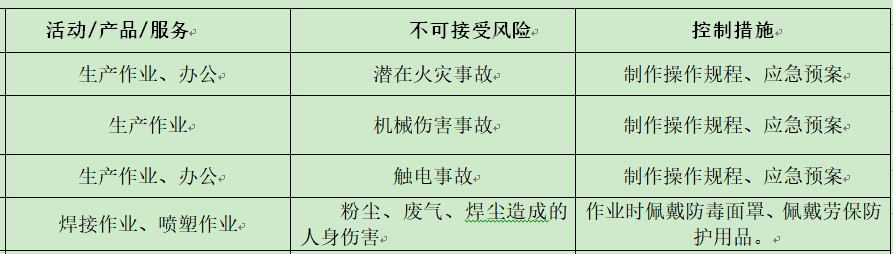 活动/产品/服务 不可接受风险 控制措施
生产作业、办公 潜在火灾事故 制作操作规程、应急预案
生产作业 机械伤害事故 制作操作规程、应急预案
生产作业、办公 触电事故 制作操作规程、应急预案
焊接作业、喷塑作业 粉尘、废气、焊尘造成的
人身伤害 作业时佩戴防毒面罩、佩戴劳保防
护用品。